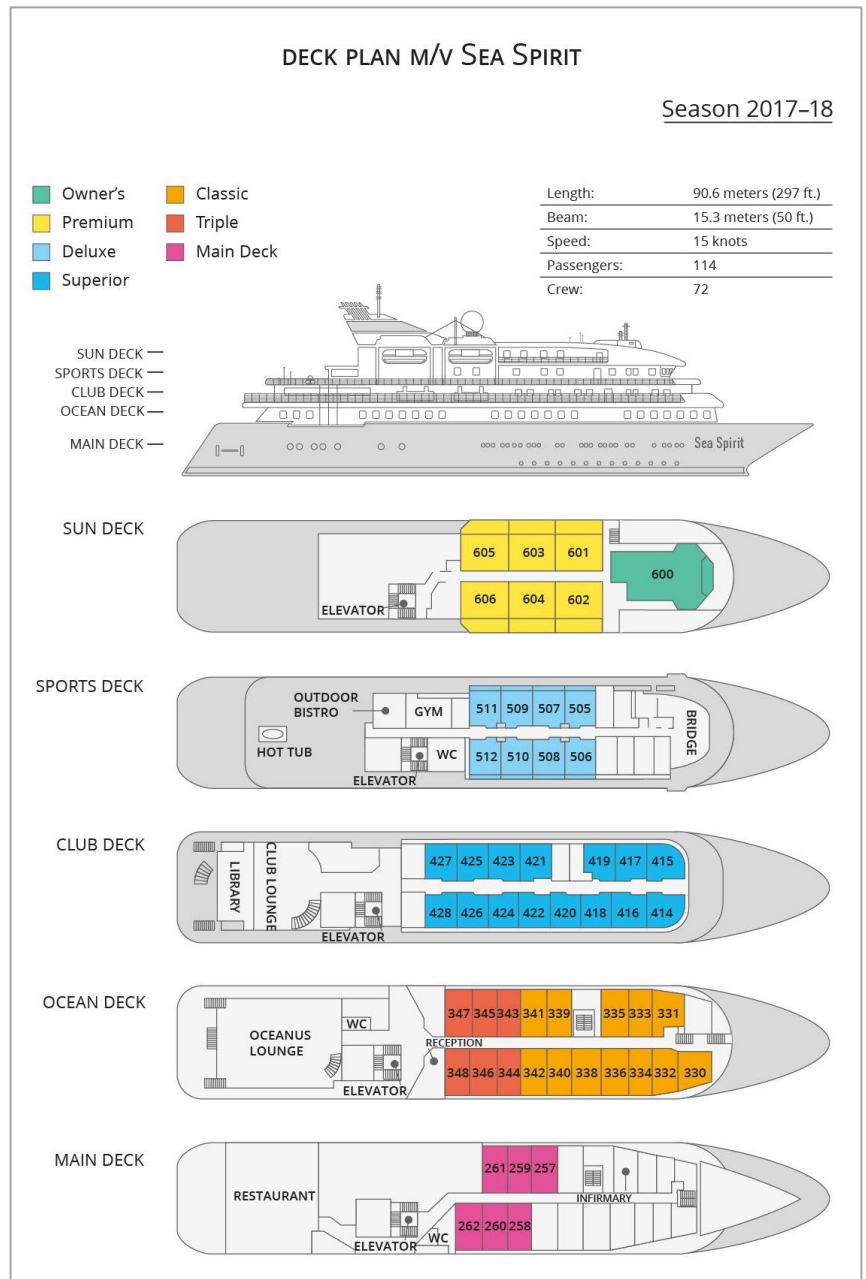 DECK PLAN M/V SEA SPIRIT
Season 2017–18
Owner's
Premium
Deluxe
Superior
Classic
Triple
Main Deck
Length: 90.6 meters (297 ft.)
Beam: 15.3 meters (50 ft.)
Speed: 15 knots
Passengers: 114
Crew: 72
SUN DECK
SPORTS DECK
CLUB DECK
OCEAN DECK
MAIN DECK
Sea Spirit
SUN DECK
605 603 601
600
606 604 602
ELEVATOR
SPORTS DECK
OUTDOOR
BISTRO
GYM
511 509 507 505
BRIDGE
HOT TUB
WC
512 510 508 506
ELEVATOR
CLUB DECK
LIBRARY
CLUB LOUNGE
427 425 423 421 419 417 415
428 426 424 422 420 418 416 414
ELEVATOR
OCEAN DECK
OCEANUS
LOUNGE
WC
347 345 343 341 339 335 333 331
RECEPTION
348 346 344 342 340 338 336 334 332 330
ELEVATOR
MAIN DECK
RESTAURANT
261 259 257
INFIRMARY
262 260 258
WC
ELEVATOR